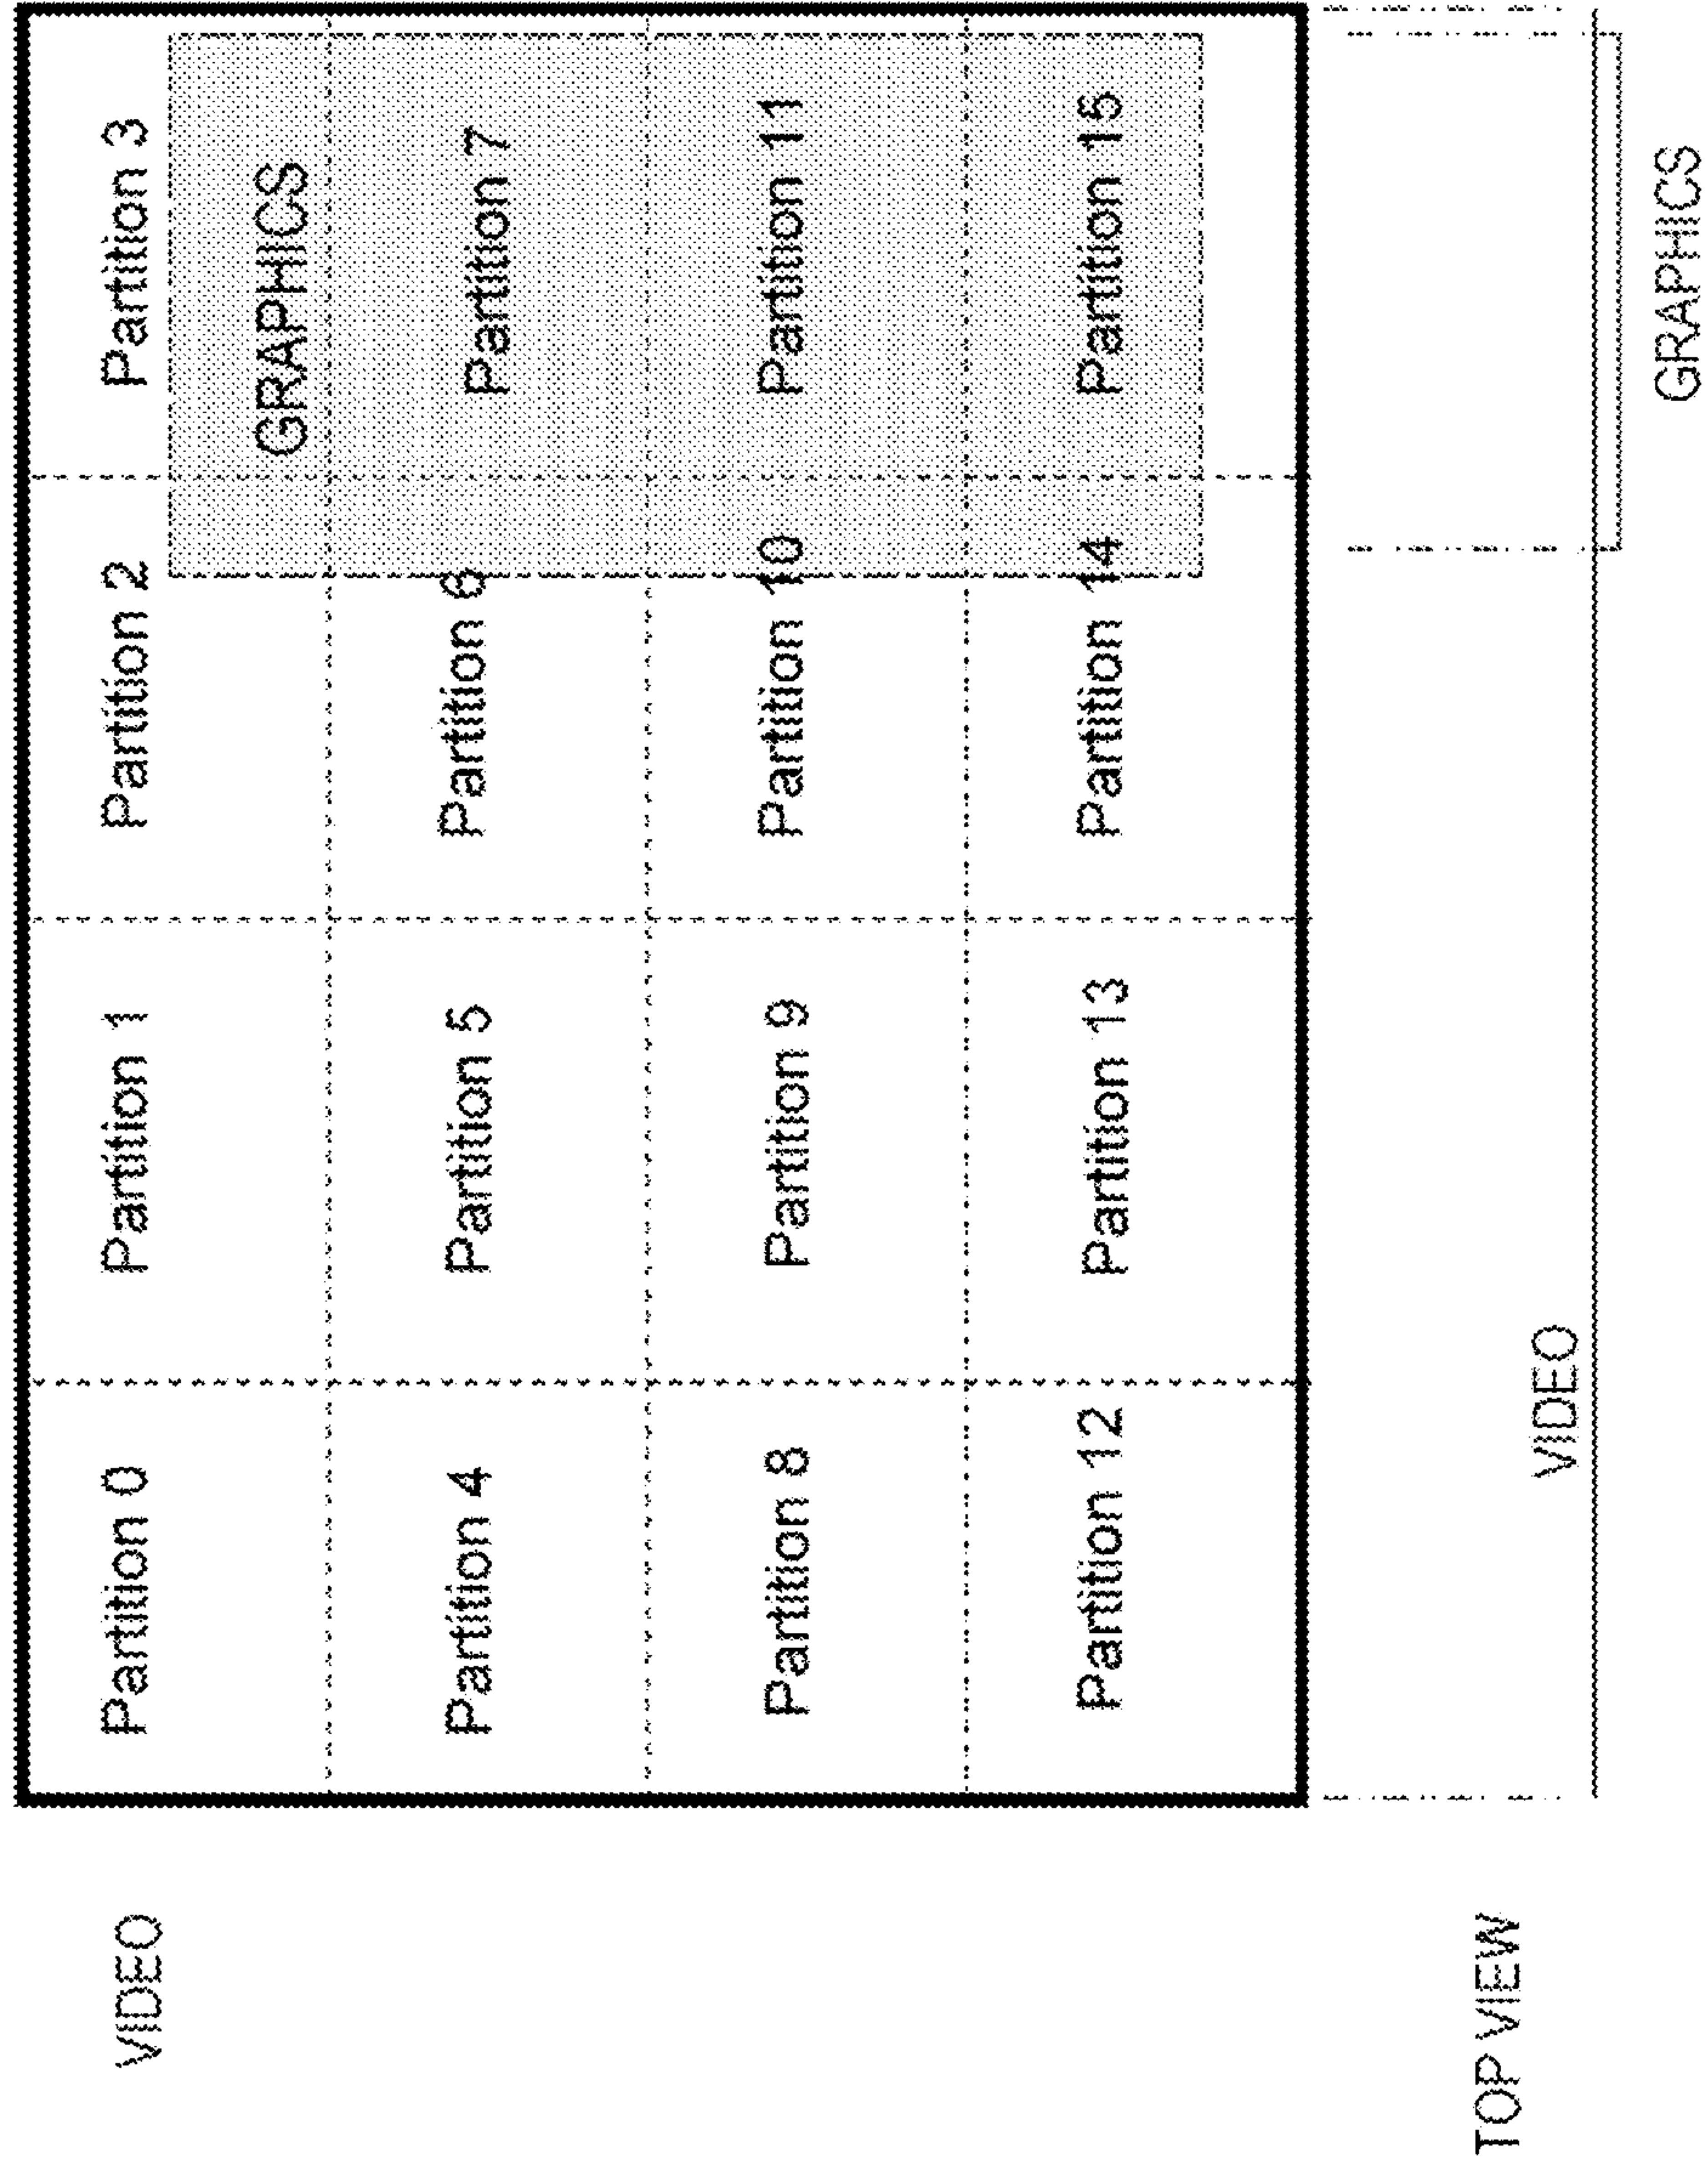 VIDEO
Partition 0
Partition 1
Partition 2
Partition 3
GRAPHICS
Partition 4
Partition 5
Partition 6
Partition 7
Partition 8
Partition 9
Partition 10
Partition 11
Partition 12
Partition 13
Partition 14
Partition 15
TOP VIEW
VIDEO
GRAPHICS